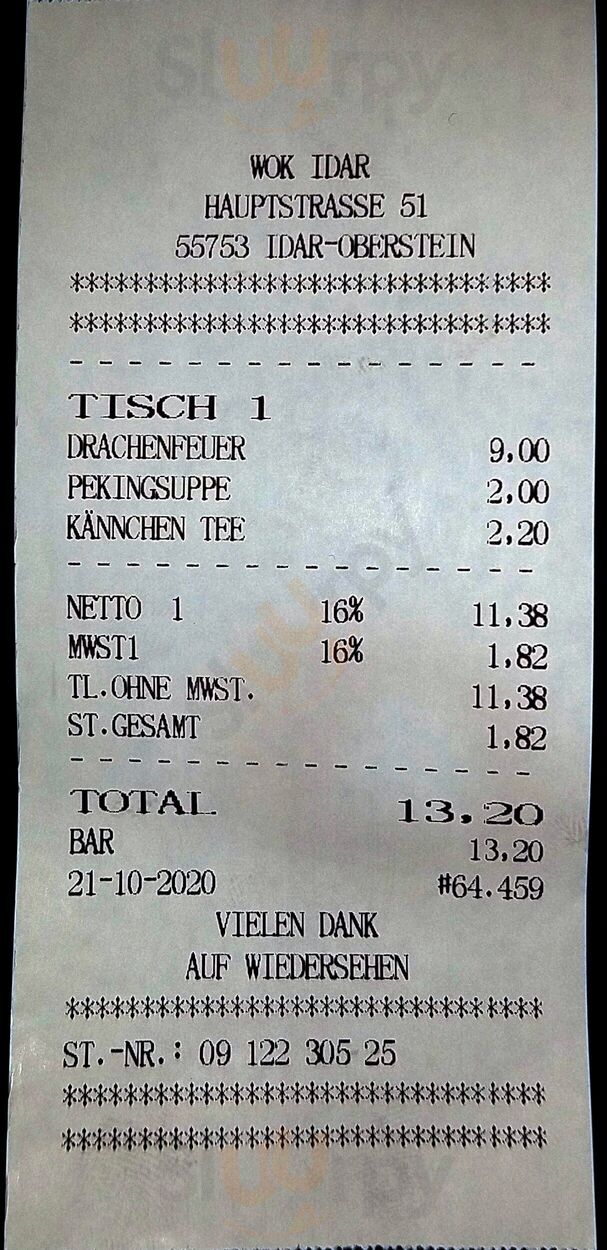 Sluurpy
WOK IDAR
HAUPTSTRASSE 51
55753 IDAR-OBERSTEIN
********************************
********************************
- - - - - - - - - - - - - - - -
TISCH 1
DRACHENFEUER 9,00
PEKINGSUPPE 2,00
KÄNNCHEN TEE 2,20
- - - - - - - - - - - - - - - -
NETTO 1 16% 11,38
MWST1 16% 1,82
TL.OHNE MWST. 11,38
ST.GESAMT 1,82
- - - - - - - - - - - - - - - -
TOTAL 13,20
BAR 13,20
21-10-2020 #64.459
VIELEN DANK
AUF WIEDERSEHEN
********************************
ST.-NR.: 09 122 305 25
********************************
********************************
Sluurpy